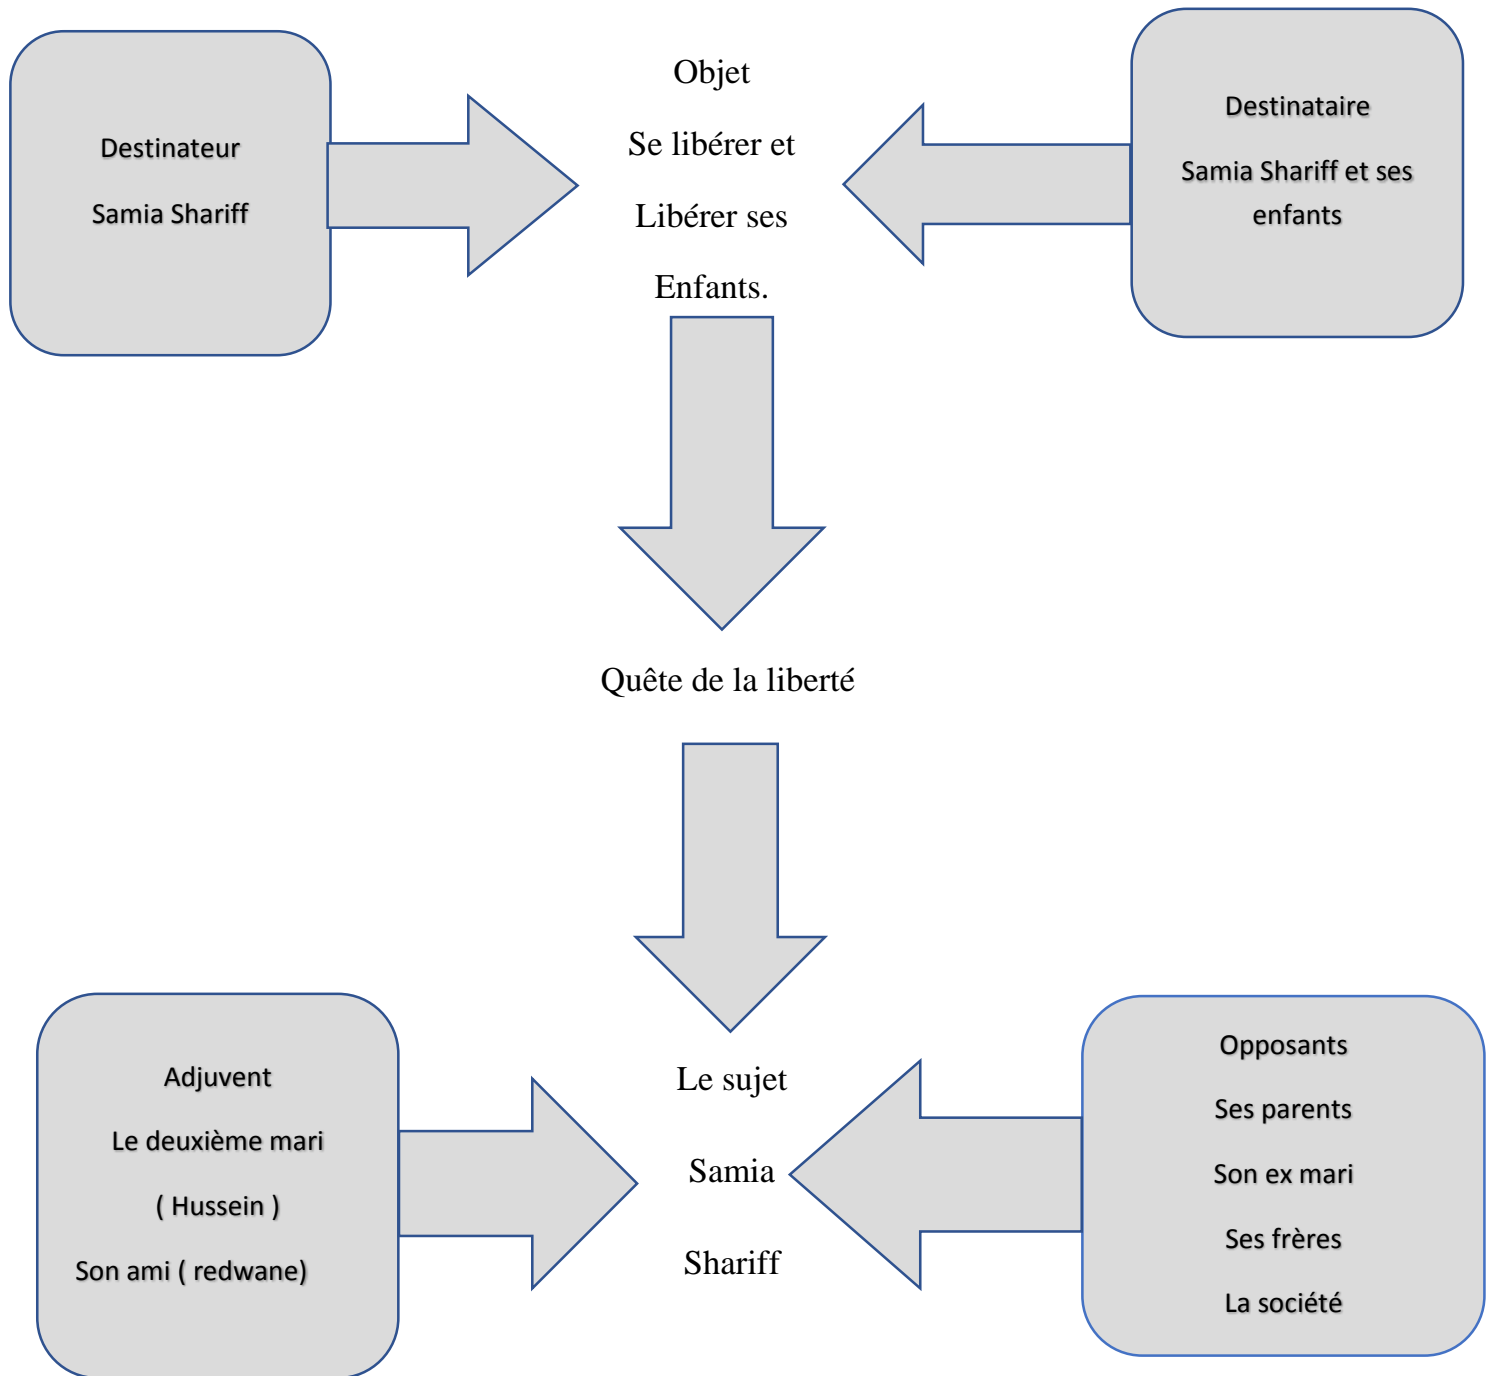 Destinateur
Samia Shariff
Objet
Se libérer et
Libérer ses
Enfants.
Destinataire
Samia Shariff et ses
enfants
Quête de la liberté
Adjuvent
Le deuxième mari
( Hussein )
Son ami ( redwane)
Le sujet
Samia
Shariff
Opposants
Ses parents
Son ex mari
Ses frères
La société